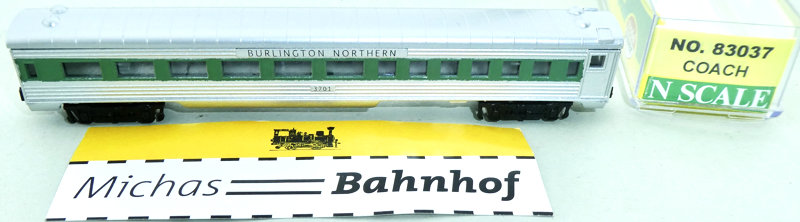 BURLINGTON NORTHERN
3701
NO. 83037
COACH
N SCALE
Michas Bahnhof